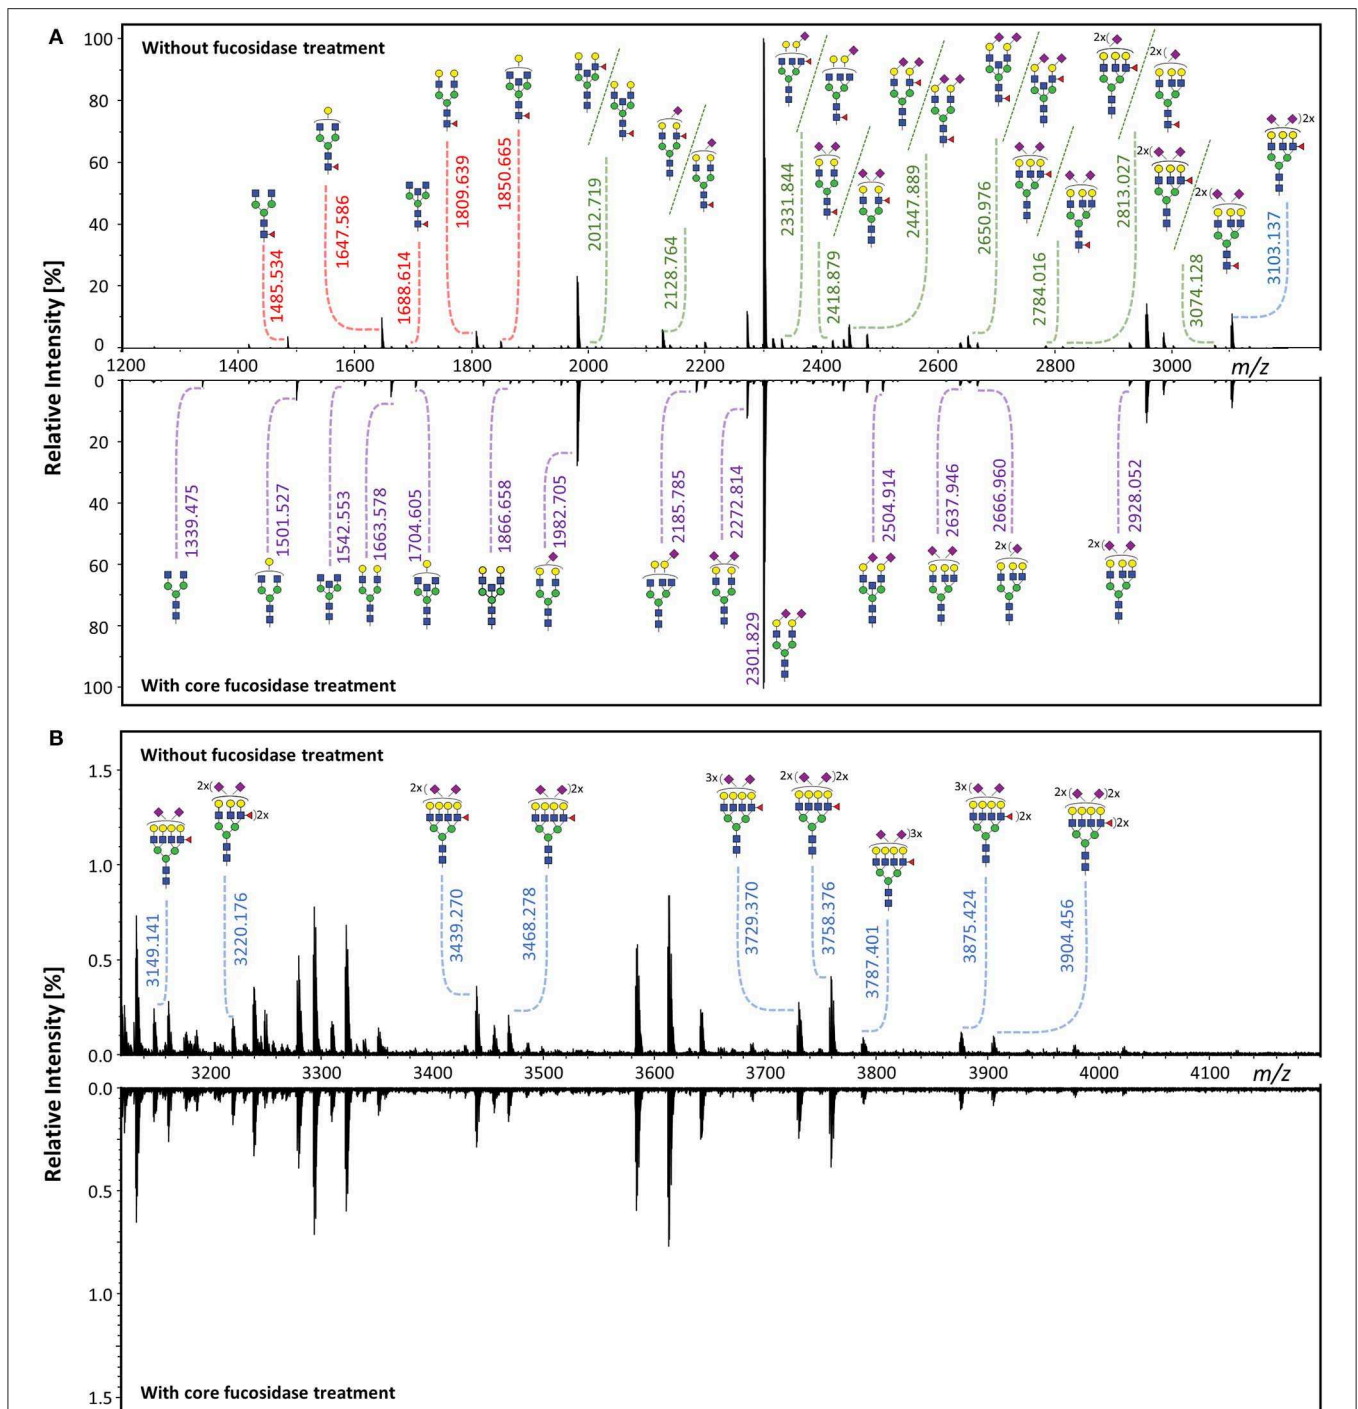 A
Without fucosidase treatment
Relative Intensity [%]
100
80
60
40
20
0
1485.534
1647.586
1688.614
1809.639
1850.665
2012.719
2128.764
2331.844
2418.879
2447.889
2650.976
2784.016
2813.027
3074.128
3103.137
2x(
2x(
2x(
2x(
)2x
1200
1400
1600
1800
2000
2200
2400
2600
2800
3000
m/z
Relative Intensity [%]
0
20
40
60
80
100
1339.475
1501.527
1542.553
1663.578
1704.605
1866.658
1982.705
2185.785
2272.814
2301.829
2504.914
2637.946
2666.960
2928.052
2x(
2x(
With core fucosidase treatment
B
Without fucosidase treatment
Relative Intensity [%]
1.5
1.0
0.5
0.0
3149.141
3220.176
3439.270
3468.278
3729.370
3758.376
3787.401
3875.424
3904.456
2x(
)2x
2x(
)2x
3x(
2x(
)2x
)3x
3x(
)2x
2x(
)2x
)2x
3200
3300
3400
3500
3600
3700
3800
3900
4000
4100
m/z
Relative Intensity [%]
0.0
0.5
1.0
1.5
With core fucosidase treatment